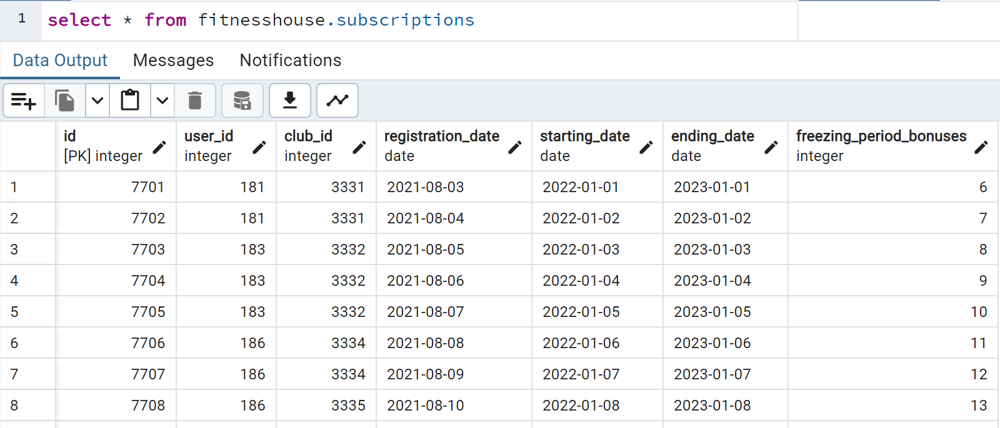 1 select * from fitnesshouse.subscriptions
Data Output Messages Notifications
id user_id club_id registration_date starting_date ending_date freezing_period_bonuses
[PK] integer integer integer date date date integer
1 7701 181 3331 2021-08-03 2022-01-01 2023-01-01 6
2 7702 181 3331 2021-08-04 2022-01-02 2023-01-02 7
3 7703 183 3332 2021-08-05 2022-01-03 2023-01-03 8
4 7704 183 3332 2021-08-06 2022-01-04 2023-01-04 9
5 7705 183 3332 2021-08-07 2022-01-05 2023-01-05 10
6 7706 186 3334 2021-08-08 2022-01-06 2023-01-06 11
7 7707 186 3334 2021-08-09 2022-01-07 2023-01-07 12
8 7708 186 3335 2021-08-10 2022-01-08 2023-01-08 13